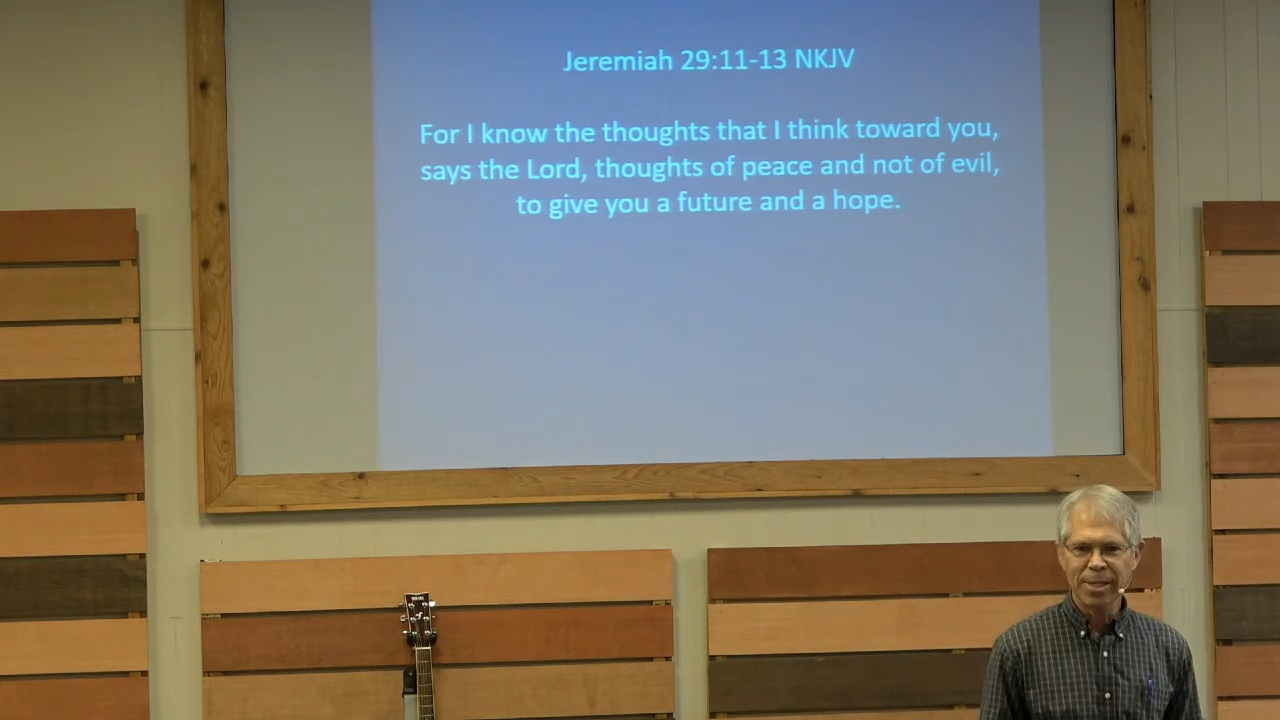 Jeremiah 29:11-13 NKJV
For I know the thoughts that I think toward you,
says the Lord, thoughts of peace and not of evil,
to give you a future and a hope.
YAMAHA